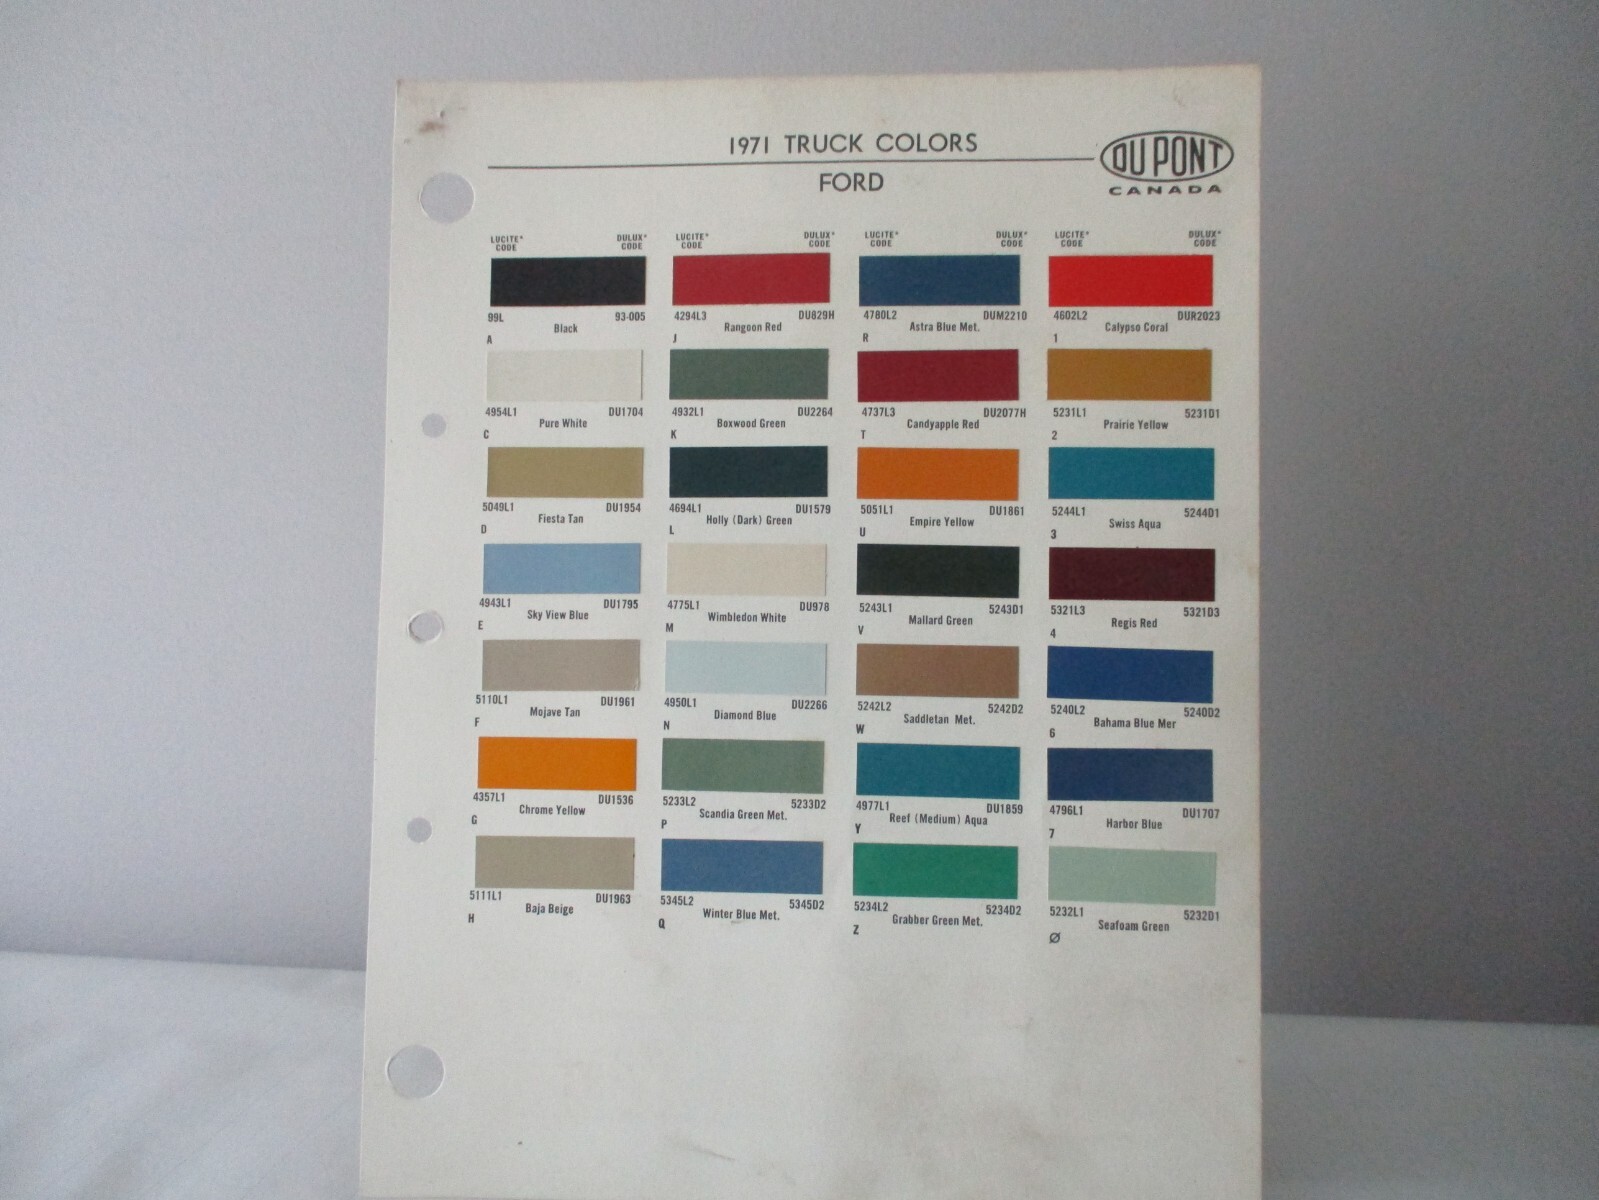 1971 TRUCK COLORS
FORD
DU PONT
CANADA
LUCITE* CODE DULUX* CODE LUCITE* CODE DULUX* CODE LUCITE* CODE DULUX* CODE LUCITE* CODE DULUX* CODE
99L 93-005 4294L3 DU829H 4780L2 DUM2210 4602L2 DUR2023
Black Rangoon Red Astra Blue Met. Calypso Coral
A J R 1
4954L1 DU1704 4932L1 DU2264 4737L3 DU2077H 5231L1 5231D1
Pure White Boxwood Green Candyapple Red Prairie Yellow
C K T 2
5049L1 DU1954 4694L1 DU1579 5051L1 DU1861 5244L1 5244D1
Fiesta Tan Holly (Dark) Green Empire Yellow Swiss Aqua
D L U 3
4943L1 DU1795 4775L1 DU978 5243L1 5243D1 5321L3 5321D3
Sky View Blue Wimbledon White Mallard Green Regis Red
E M V 4
5110L1 DU1961 4950L1 DU2266 5242L2 5242D2 5240L2 5240D2
Mojave Tan Diamond Blue Saddletan Met. Bahama Blue Mer
F N W 6
4357L1 DU1536 5233L2 5233D2 4977L1 DU1859 4796L1 DU1707
Chrome Yellow Scandia Green Met. Reef (Medium) Aqua Harbor Blue
G P Y 7
5111L1 DU1963 5345L2 5345D2 5234L2 5234D2 5232L1 5232D1
Baja Beige Winter Blue Met. Grabber Green Met. Seafoam Green
H Q Z Ø